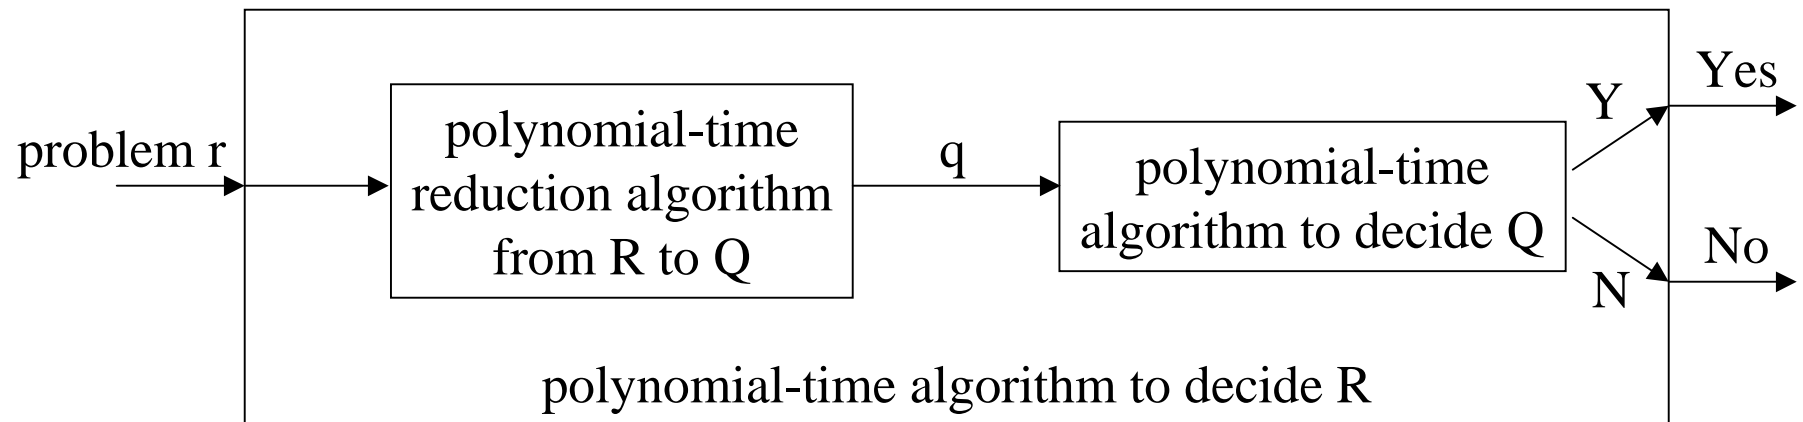 problem r
polynomial-time
reduction algorithm
from R to Q
q
polynomial-time
algorithm to decide Q
Y
N
Yes
No
polynomial-time algorithm to decide R